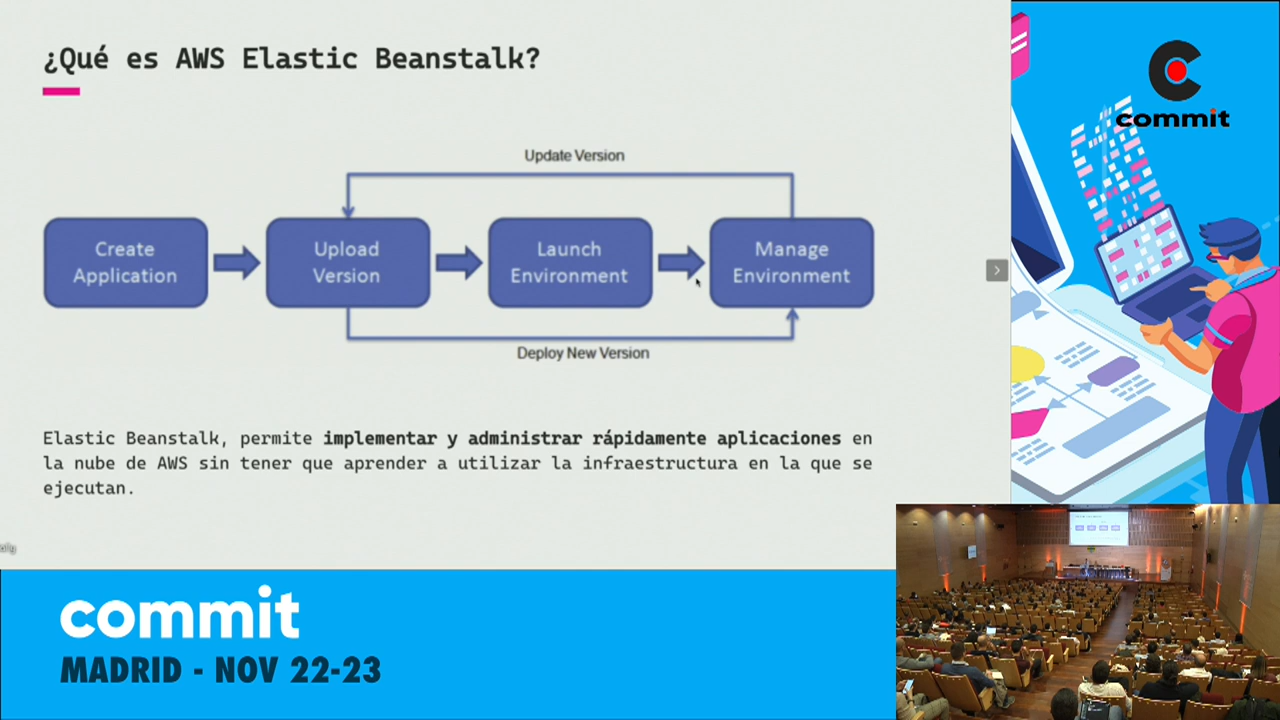 ¿Qué es AWS Elastic Beanstalk?
Update Version
Create
Application
Upload
Version
Launch
Environment
Manage
Environment
Deploy New Version
Elastic Beanstalk, permite implementar y administrar rápidamente aplicaciones en
la nube de AWS sin tener que aprender a utilizar la infraestructura en la que se
ejecutan.
commit
commit
MADRID - NOV 22-23